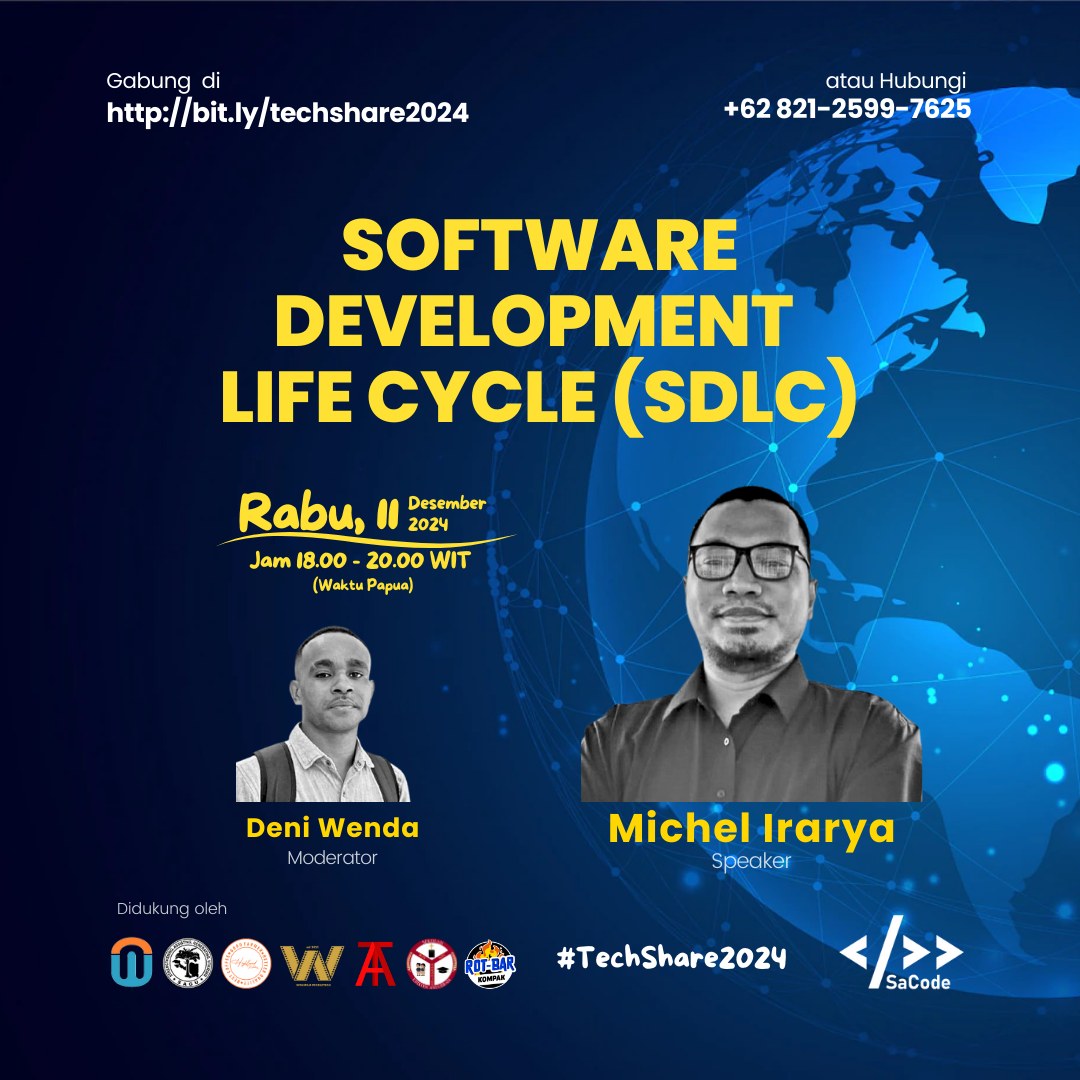 Gabung di
http://bit.ly/techshare2024
atau Hubungi
+62 821-2599-7625
SOFTWARE
DEVELOPMENT
LIFE CYCLE (SDLC)
Rabu, 11 Desember 2024
Jam 18.00 - 20.00 WIT
(Waktu Papua)
Deni Wenda
Moderator
Michel Irarya
Speaker
Didukung oleh
ROT-BAR
KOMPAK
#TechShare2024
SaCode